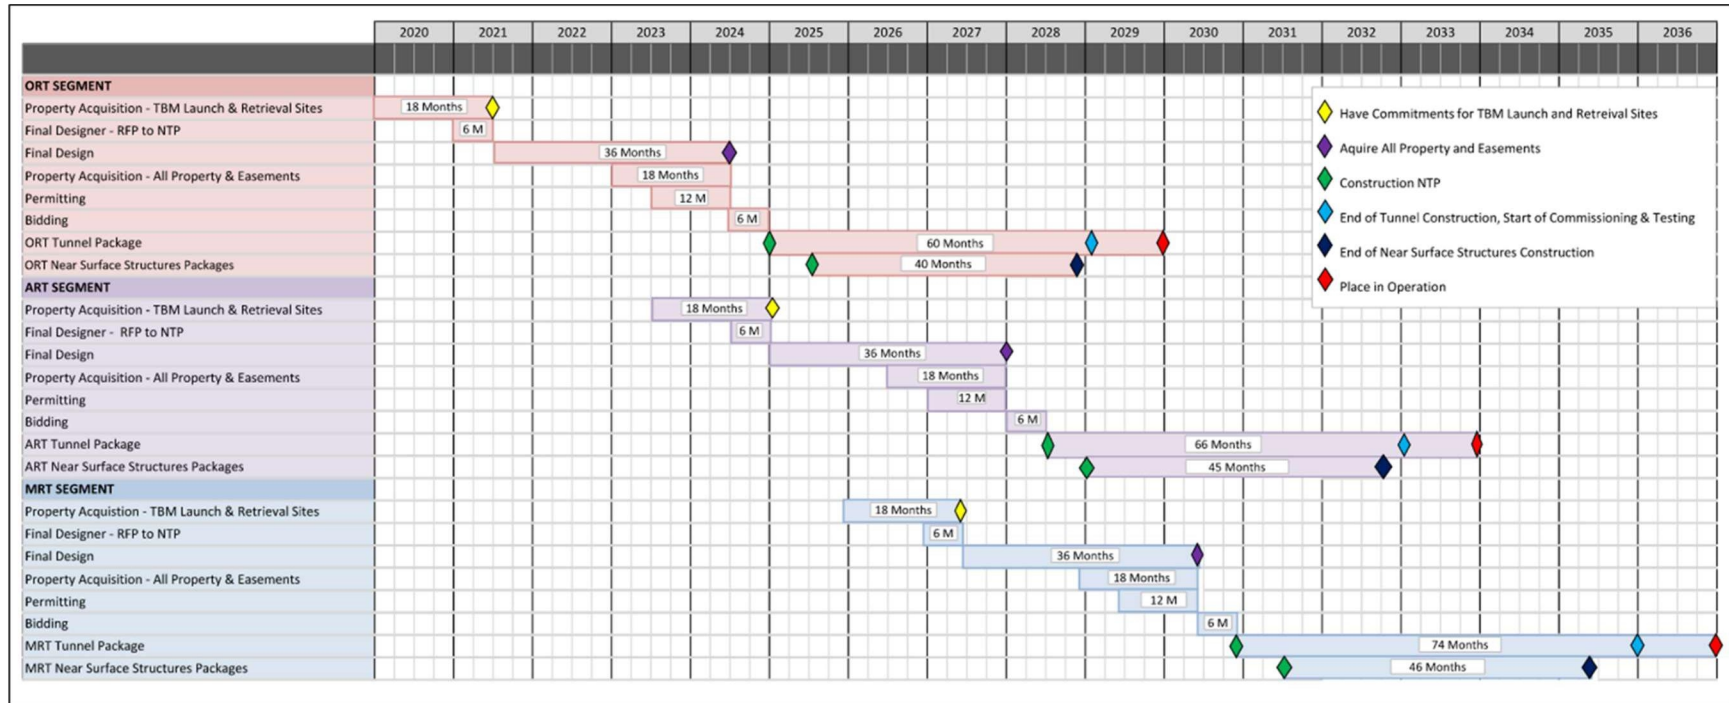 2020 2021 2022 2023 2024 2025 2026 2027 2028 2029 2030 2031 2032 2033 2034 2035 2036
ORT SEGMENT
Property Acquisition - TBM Launch & Retrieval Sites 18 Months
Final Designer - RFP to NTP 6 M
Final Design 36 Months
Property Acquisition - All Property & Easements 18 Months
Permitting 12 M
Bidding 6 M
ORT Tunnel Package 60 Months
ORT Near Surface Structures Packages 40 Months
ART SEGMENT
Property Acquisition - TBM Launch & Retrieval Sites 18 Months
Final Designer - RFP to NTP 6 M
Final Design 36 Months
Property Acquisition - All Property & Easements 18 Months
Permitting 12 M
Bidding 6 M
ART Tunnel Package 66 Months
ART Near Surface Structures Packages 45 Months
MRT SEGMENT
Property Acquistion - TBM Launch & Retrieval Sites 18 Months
Final Designer - RFP to NTP 6 M
Final Design 36 Months
Property Acquisition - All Property & Easements 18 Months
Permitting 12 M
Bidding 6 M
MRT Tunnel Package 74 Months
MRT Near Surface Structures Packages 46 Months
Have Commitments for TBM Launch and Retreival Sites
Aquire All Property and Easements
Construction NTP
End of Tunnel Construction, Start of Commissioning & Testing
End of Near Surface Structures Construction
Place in Operation